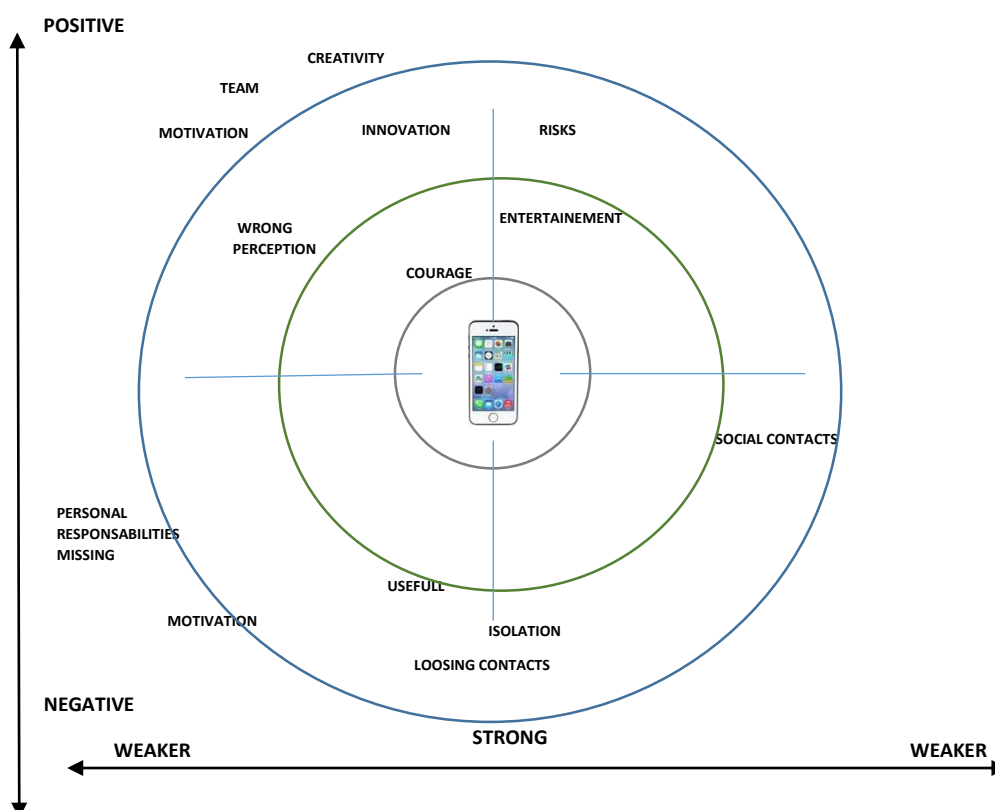 POSITIVE
CREATIVITY
TEAM
MOTIVATION
INNOVATION
RISKS
ENTERTAINEMENT
WRONG
PERCEPTION
COURAGE
SOCIAL CONTACTS
PERSONAL
RESPONSABILITIES
MISSING
USEFULL
MOTIVATION
ISOLATION
LOOSING CONTACTS
NEGATIVE
STRONG
WEAKER
WEAKER